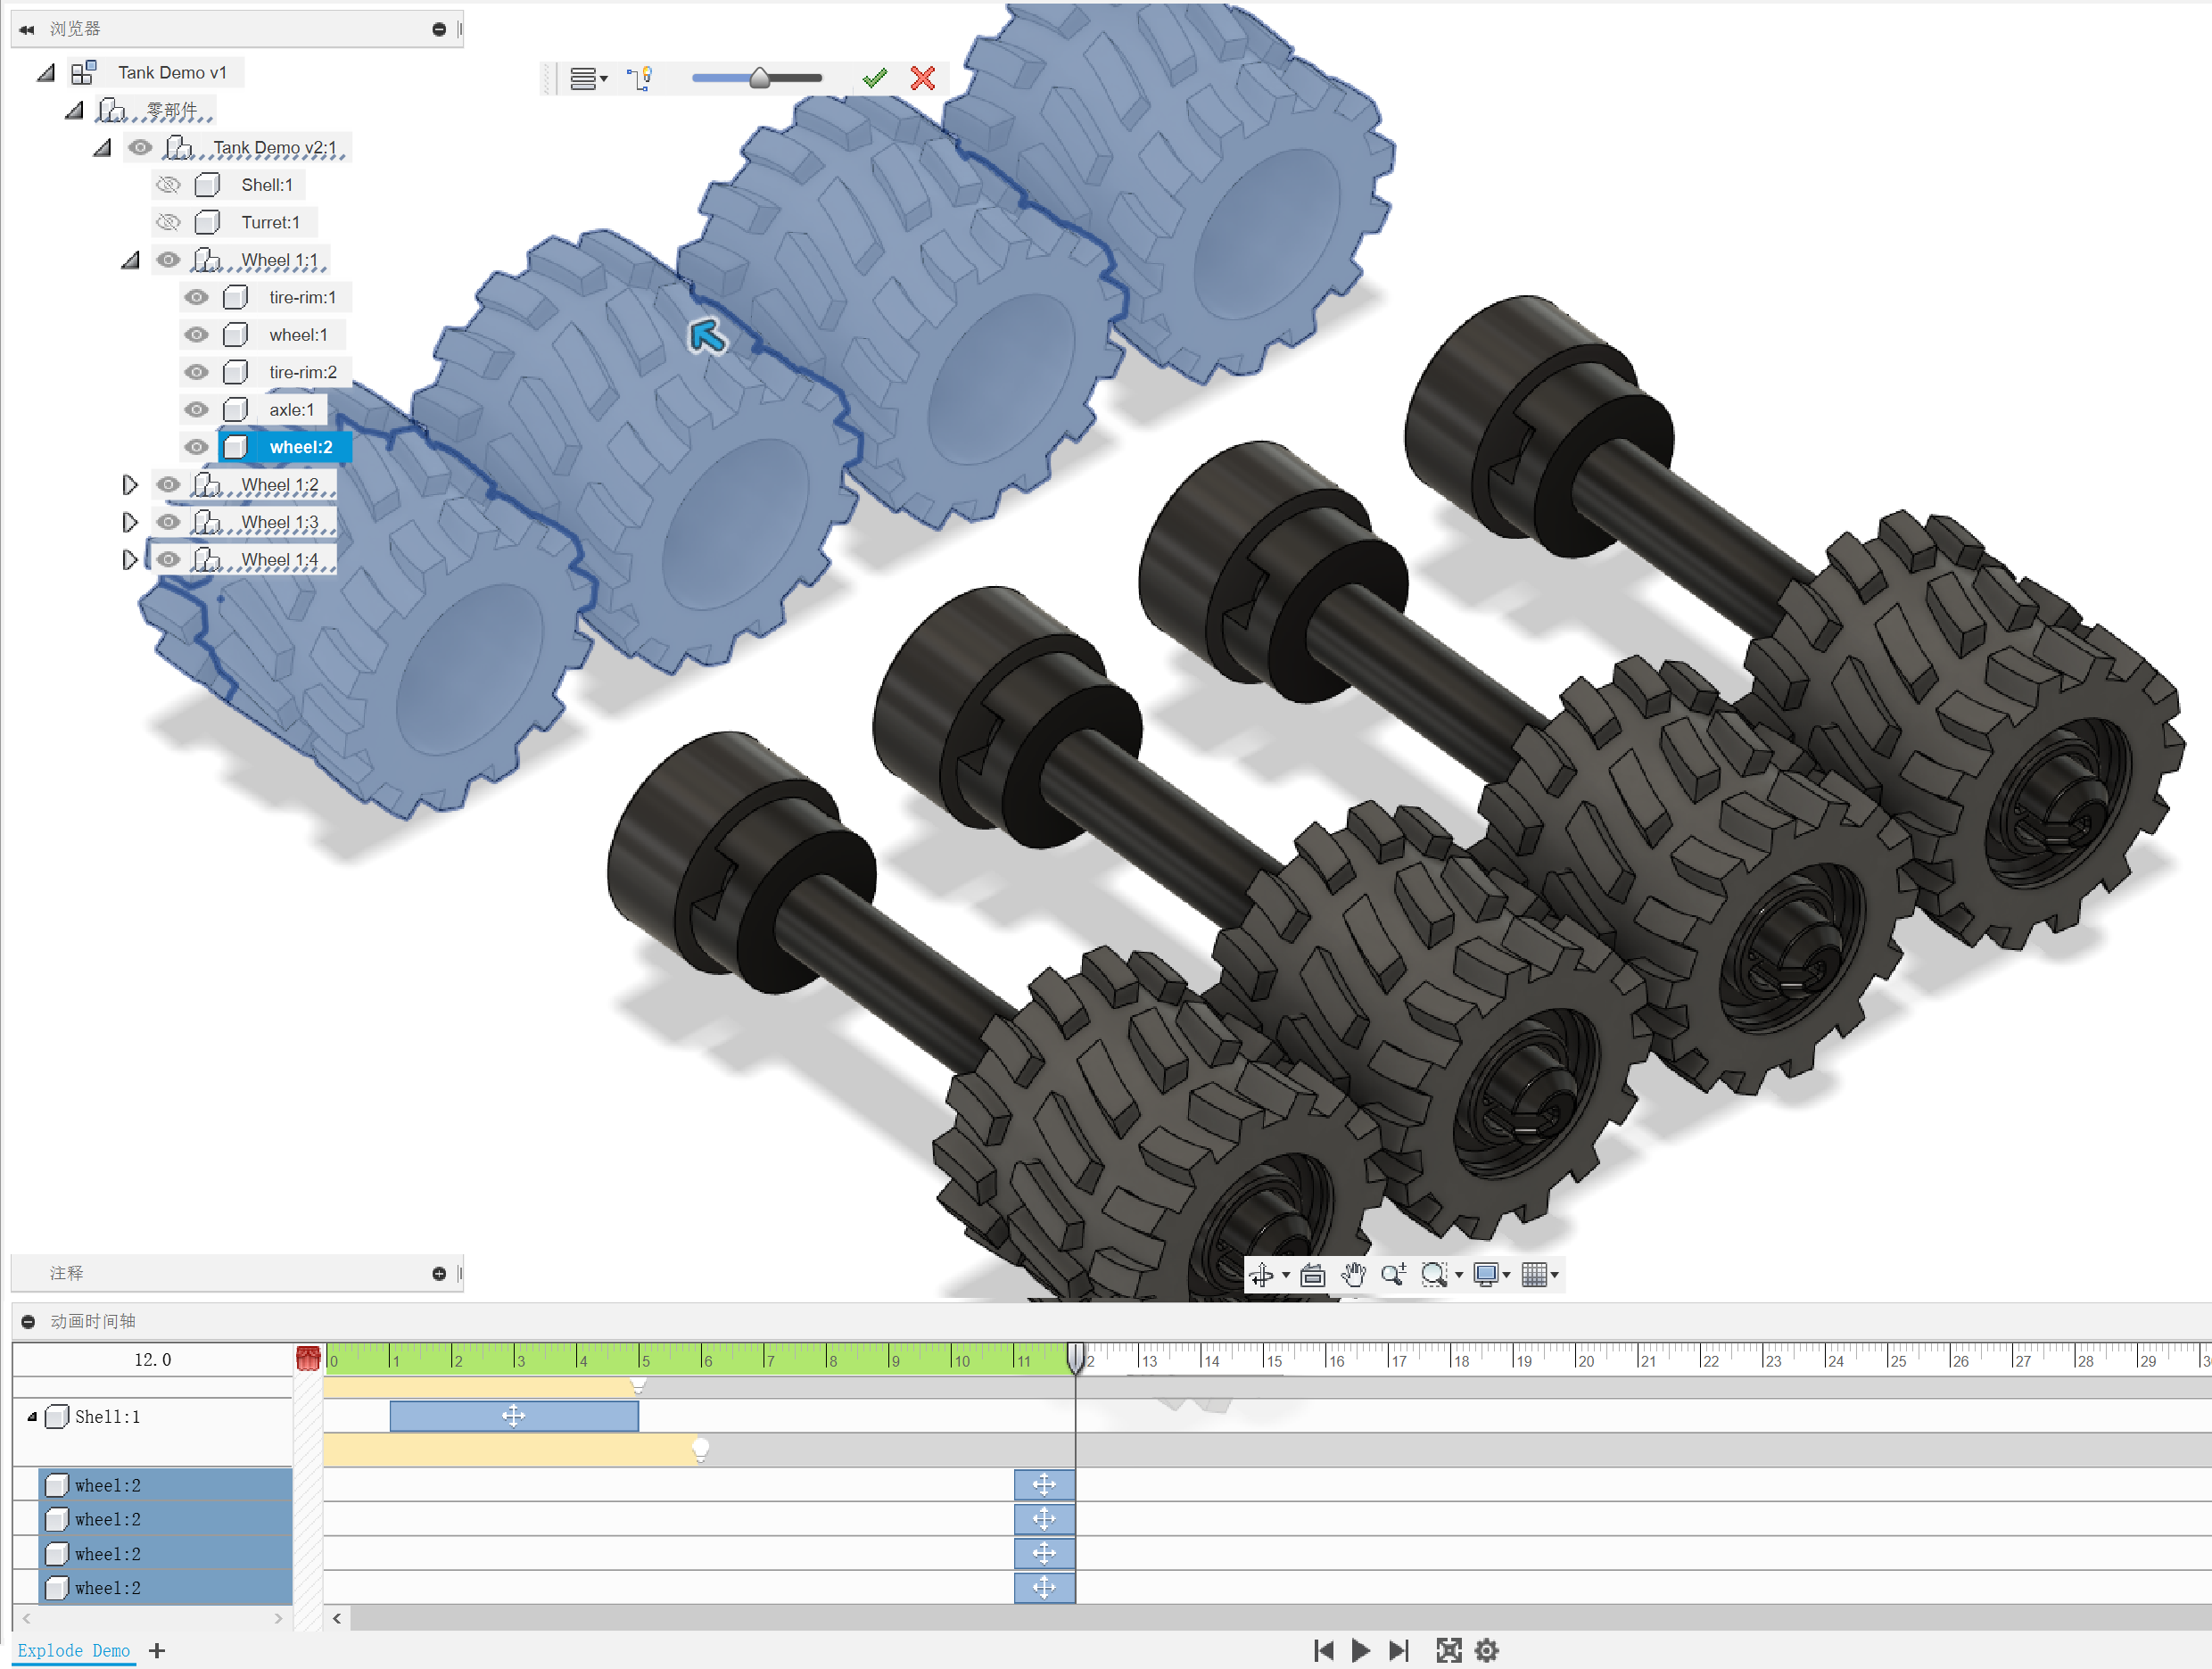 浏览器
Tank Demo v1
零部件
Tank Demo v2:1
Shell:1
Turret:1
Wheel 1:1
tire-rim:1
wheel:1
tire-rim:2
axle:1
wheel:2
Wheel 1:2
Wheel 1:3
Wheel 1:4
注释
动画时间轴
12.0
0 1 2 3 4 5 6 7 8 9 10 11 2 13 14 15 16 17 18 19 20 21 22 23 24 25 26 27 28 29
Shell:1
wheel:2
wheel:2
wheel:2
wheel:2
Explode Demo